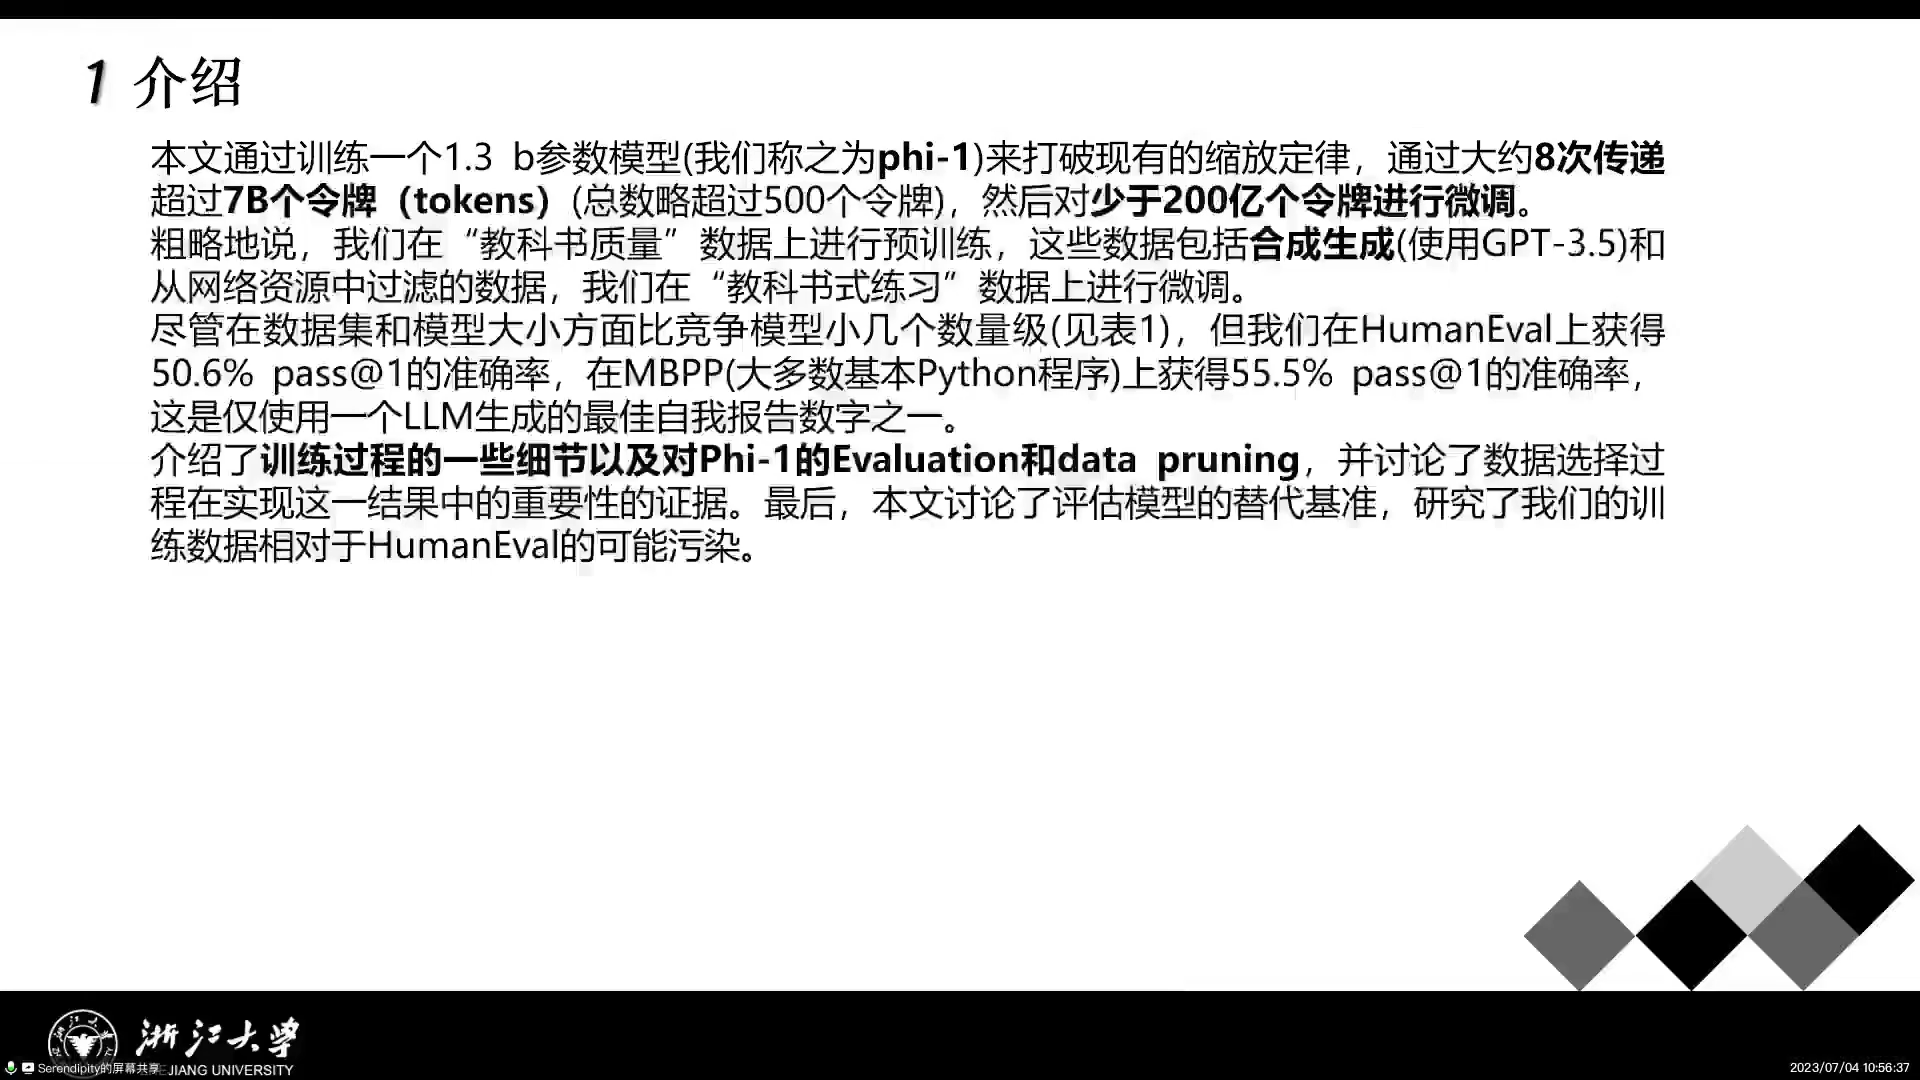 1 介绍
本文通过训练一个1.3 b参数模型(我们称之为phi-1)来打破现有的缩放定律，通过大约8次传递
超过7B个令牌（tokens）(总数略超过500个令牌)，然后对少于200亿个令牌进行微调。
粗略地说，我们在“教科书质量”数据上进行预训练，这些数据包括合成生成(使用GPT-3.5)和
从网络资源中过滤的数据，我们在“教科书式练习”数据上进行微调。
尽管在数据集和模型大小方面比竞争模型小几个数量级(见表1)，但我们在HumanEval上获得
50.6% pass@1的准确率，在MBPP(大多数基本Python程序)上获得55.5% pass@1的准确率，
这是仅使用一个LLM生成的最佳自我报告数字之一。
介绍了训练过程的一些细节以及对Phi-1的Evaluation和data pruning，并讨论了数据选择过
程在实现这一结果中的重要性的证据。最后，本文讨论了评估模型的替代基准，研究了我们的训
练数据相对于HumanEval的可能污染。
浙江大学
JIANG UNIVERSITY
Serendipity的屏幕共享
2023/07/04 10:56:37